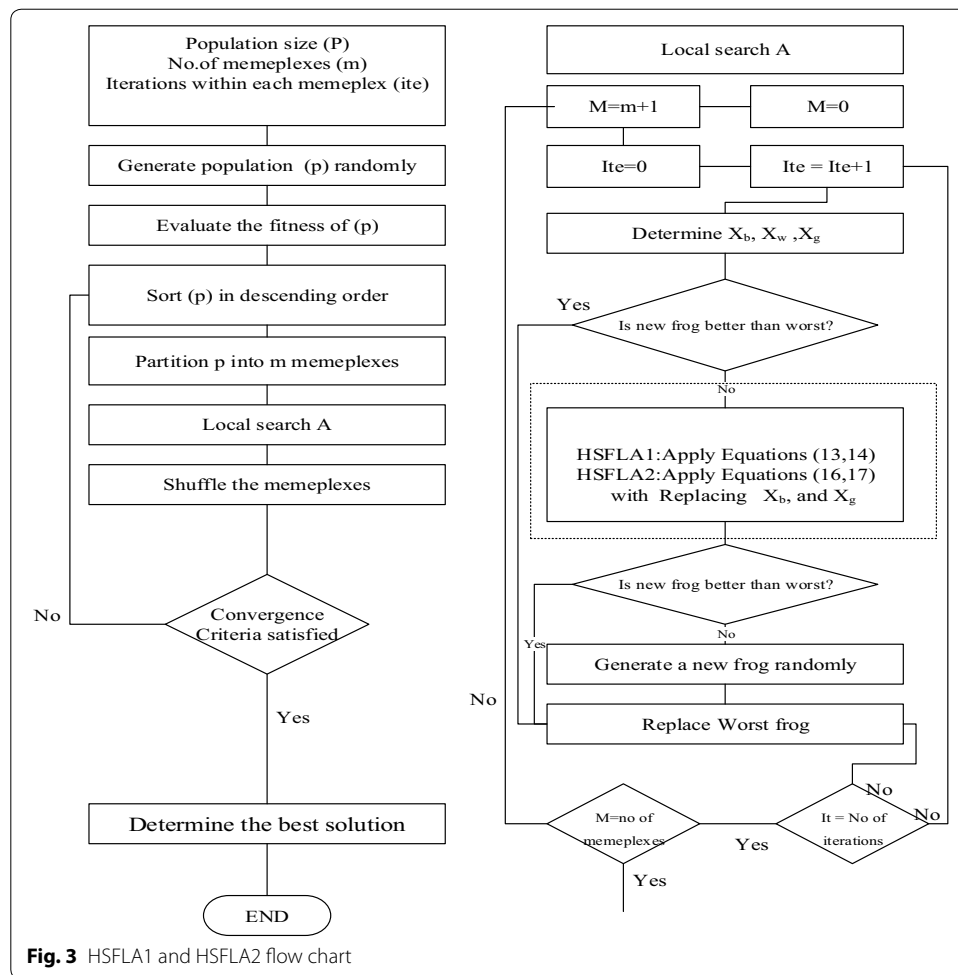 Population size (P)
No.of memeplexes (m)
Iterations within each memeplex (ite)
Generate population (p) randomly
Evaluate the fitness of (p)
Sort (p) in descending order
Partition p into m memeplexes
Local search A
Shuffle the memeplexes
No
Convergence
Criteria satisfied
Yes
Determine the best solution
END
Local search A
M=m+1
M=0
Ite=0
Ite = Ite+1
Determine Xb, Xw ,Xg
Yes
Is new frog better than worst?
No
HSFLA1:Apply Equations (13,14)
HSFLA2:Apply Equations (16,17)
with Replacing Xb, and Xg
Is new frog better than worst?
No
Yes
Generate a new frog randomly
No
Replace Worst frog
No
No
M=no of
memeplexes
Yes
It = No of
iterations
Yes
Fig. 3 HSFLA1 and HSFLA2 flow chart